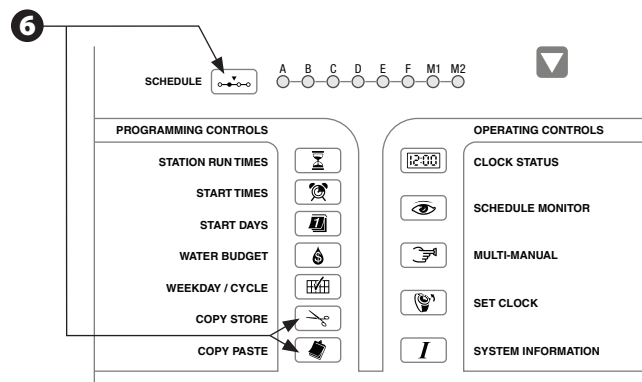 6
A B C D E F M1 M2
SCHEDULE
PROGRAMMING CONTROLS
STATION RUN TIMES
START TIMES
START DAYS
1
WATER BUDGET
$
WEEKDAY / CYCLE
COPY STORE
COPY PASTE
OPERATING CONTROLS
12:00 CLOCK STATUS
SCHEDULE MONITOR
MULTI-MANUAL
SET CLOCK
I SYSTEM INFORMATION